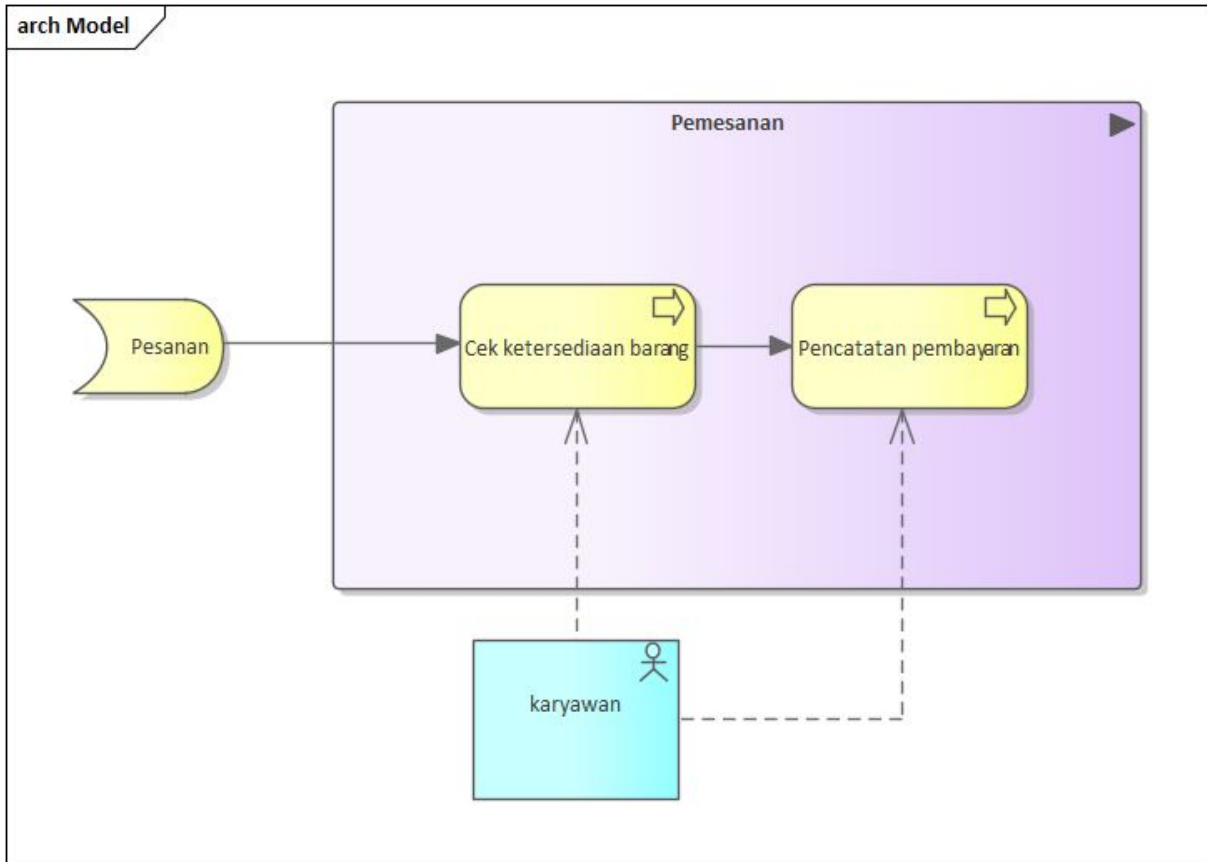 arch Model
Pemesanan
Pesanan
Cek ketersediaan barang
Pencatatan pembayaran
karyawan